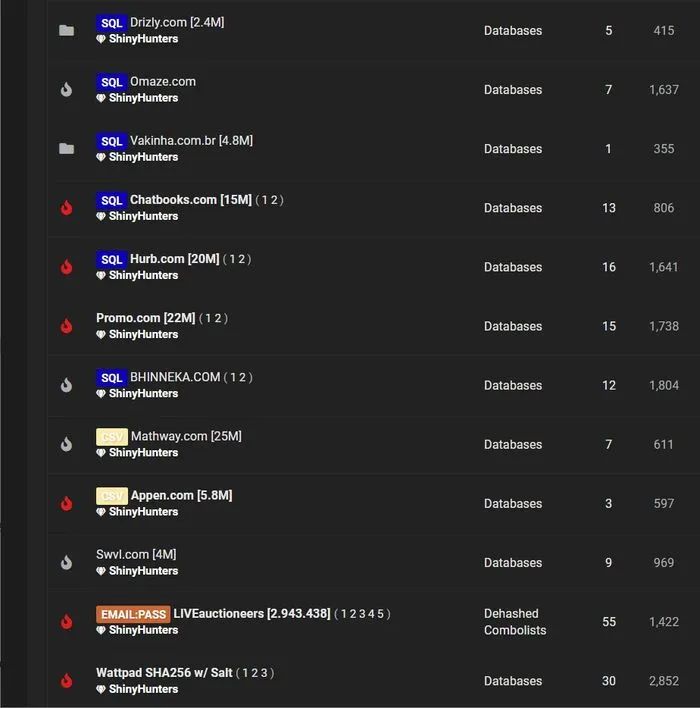 SQL Drizly.com [2.4M]
ShinyHunters
Databases 5 415
SQL Omaze.com
ShinyHunters
Databases 7 1,637
SQL Vakinha.com.br [4.8M]
ShinyHunters
Databases 1 355
SQL Chatbooks.com [15M] ( 1 2 )
ShinyHunters
Databases 13 806
SQL Hurb.com [20M] ( 1 2 )
ShinyHunters
Databases 16 1,641
Promo.com [22M] ( 1 2 )
ShinyHunters
Databases 15 1,738
SQL BHINNEKA.COM ( 1 2 )
ShinyHunters
Databases 12 1,804
CSV Mathway.com [25M]
ShinyHunters
Databases 7 611
CSV Appen.com [5.8M]
ShinyHunters
Databases 3 597
Swvl.com [4M]
ShinyHunters
Databases 9 969
EMAIL:PASS LIVEauctioneers [2.943.438] ( 1 2 3 4 5 )
ShinyHunters
Dehashed
Combolists
55 1,422
Wattpad SHA256 w/ Salt ( 1 2 3 )
ShinyHunters
Databases 30 2,852